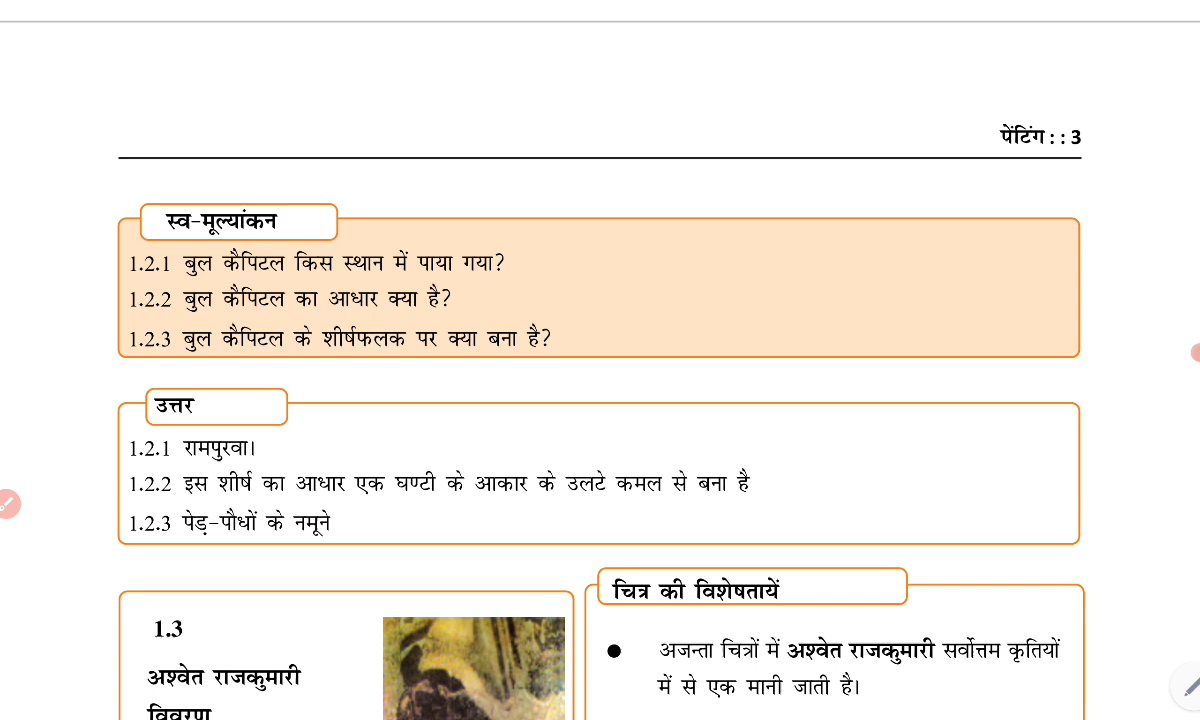 पेंटिंग : : 3
स्व-मूल्यांकन
1.2.1 बुल कैपिटल किस स्थान में पाया गया?
1.2.2 बुल कैपिटल का आधार क्या है?
1.2.3 बुल कैपिटल के शीर्षफलक पर क्या बना है?
उत्तर
1.2.1 रामपुरवा।
1.2.2 इस शीर्ष का आधार एक घण्टी के आकार के उलटे कमल से बना है
1.2.3 पेड़-पौधों के नमूने
1.3
अश्वेत राजकुमारी
विवरण
चित्र की विशेषतायें
● अजन्ता चित्रों में अश्वेत राजकुमारी सर्वोत्तम कृतियों
में से एक मानी जाती है।